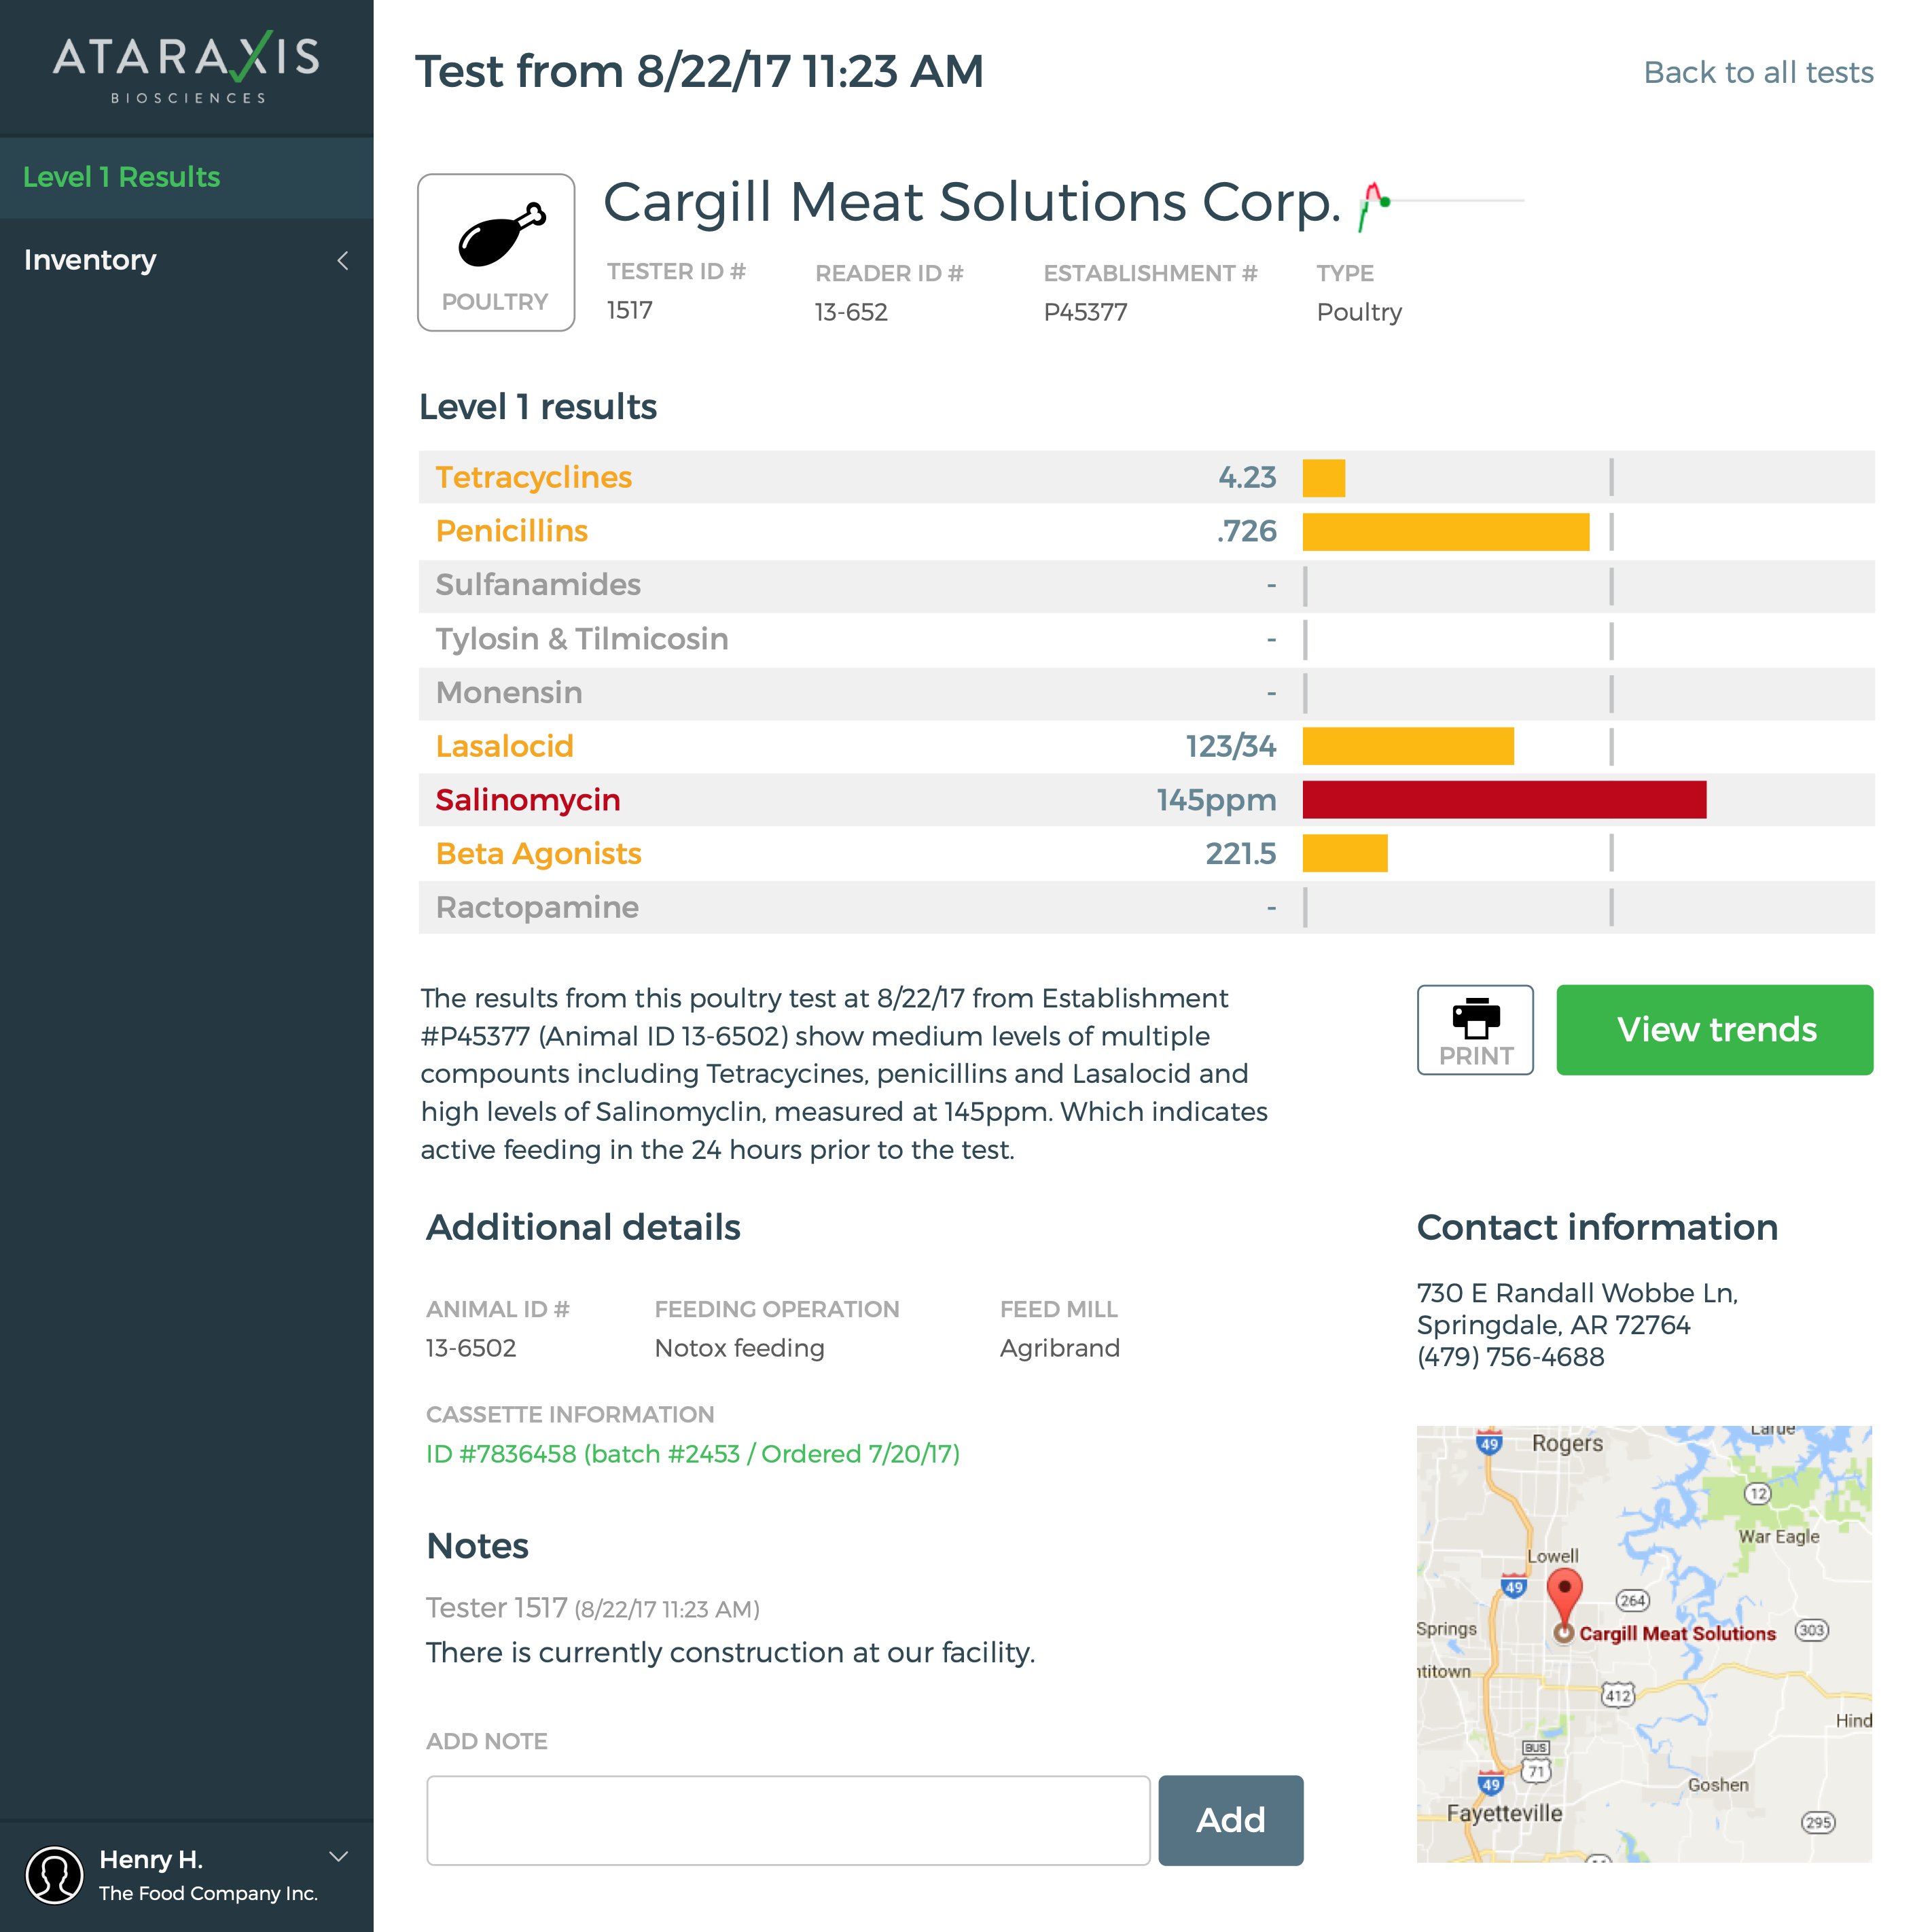 ATARAXIS
BIOSCIENCES
Level 1 Results
Inventory
Henry H.
The Food Company Inc.
Test from 8/22/17 11:23 AM
Back to all tests
POULTRY
Cargill Meat Solutions Corp.
TESTER ID # READER ID # ESTABLISHMENT # TYPE
1517 13-652 P45377 Poultry
Level 1 results
Tetracyclines 4.23
Penicillins .726
Sulfanamides -
Tylosin & Tilmicosin -
Monensin -
Lasalocid 123/34
Salinomycin 145ppm
Beta Agonists 221.5
Ractopamine -
The results from this poultry test at 8/22/17 from Establishment
#P45377 (Animal ID 13-6502) show medium levels of multiple
compounts including Tetracycines, penicillins and Lasalocid and
high levels of Salinomyclin, measured at 145ppm. Which indicates
active feeding in the 24 hours prior to the test.
PRINT
View trends
Additional details
ANIMAL ID # FEEDING OPERATION FEED MILL
13-6502 Notox feeding Agribrand
CASSETTE INFORMATION
ID #7836458 (batch #2453 / Ordered 7/20/17)
Notes
Tester 1517 (8/22/17 11:23 AM)
There is currently construction at our facility.
ADD NOTE
Add
Contact information
730 E Randall Wobbe Ln,
Springdale, AR 72764
(479) 756-4688
49 Rogers
12
War Eagle
Lowell
49
264
Springs
Cargill Meat Solutions 303
ntitown
412
Hind
BUS
71
49
Goshen
Fayetteville
295